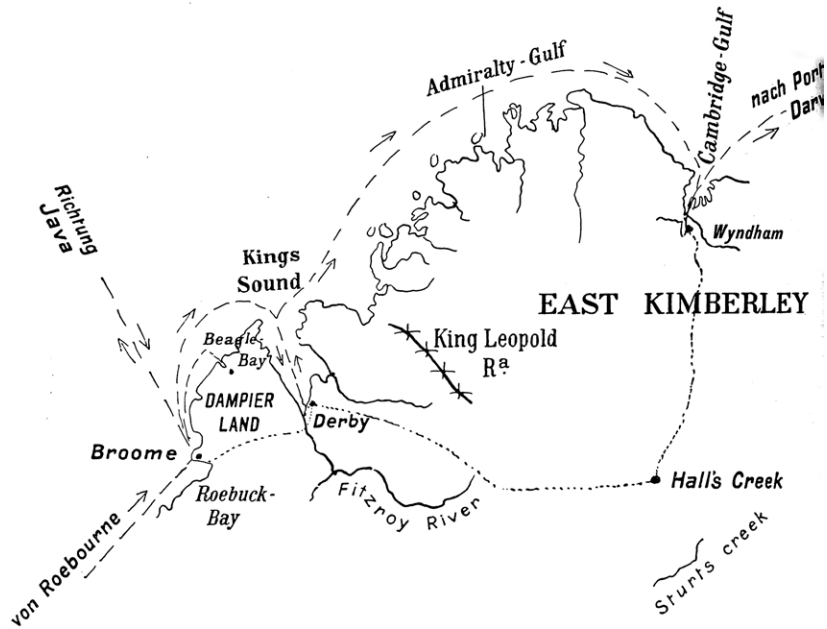 Admiralty-Gulf
Cambridge-Gulf
nach Port
Darw
Richtung
Java
Kings
Sound
Wyndham
EAST KIMBERLEY
Beagle
Bay
King Leopold
Ra.
DAMPIER
LAND
Derby
Broome
Roebuck-
Bay
Fitzroy River
Hall's Creek
von Roebourne
Sturts creek